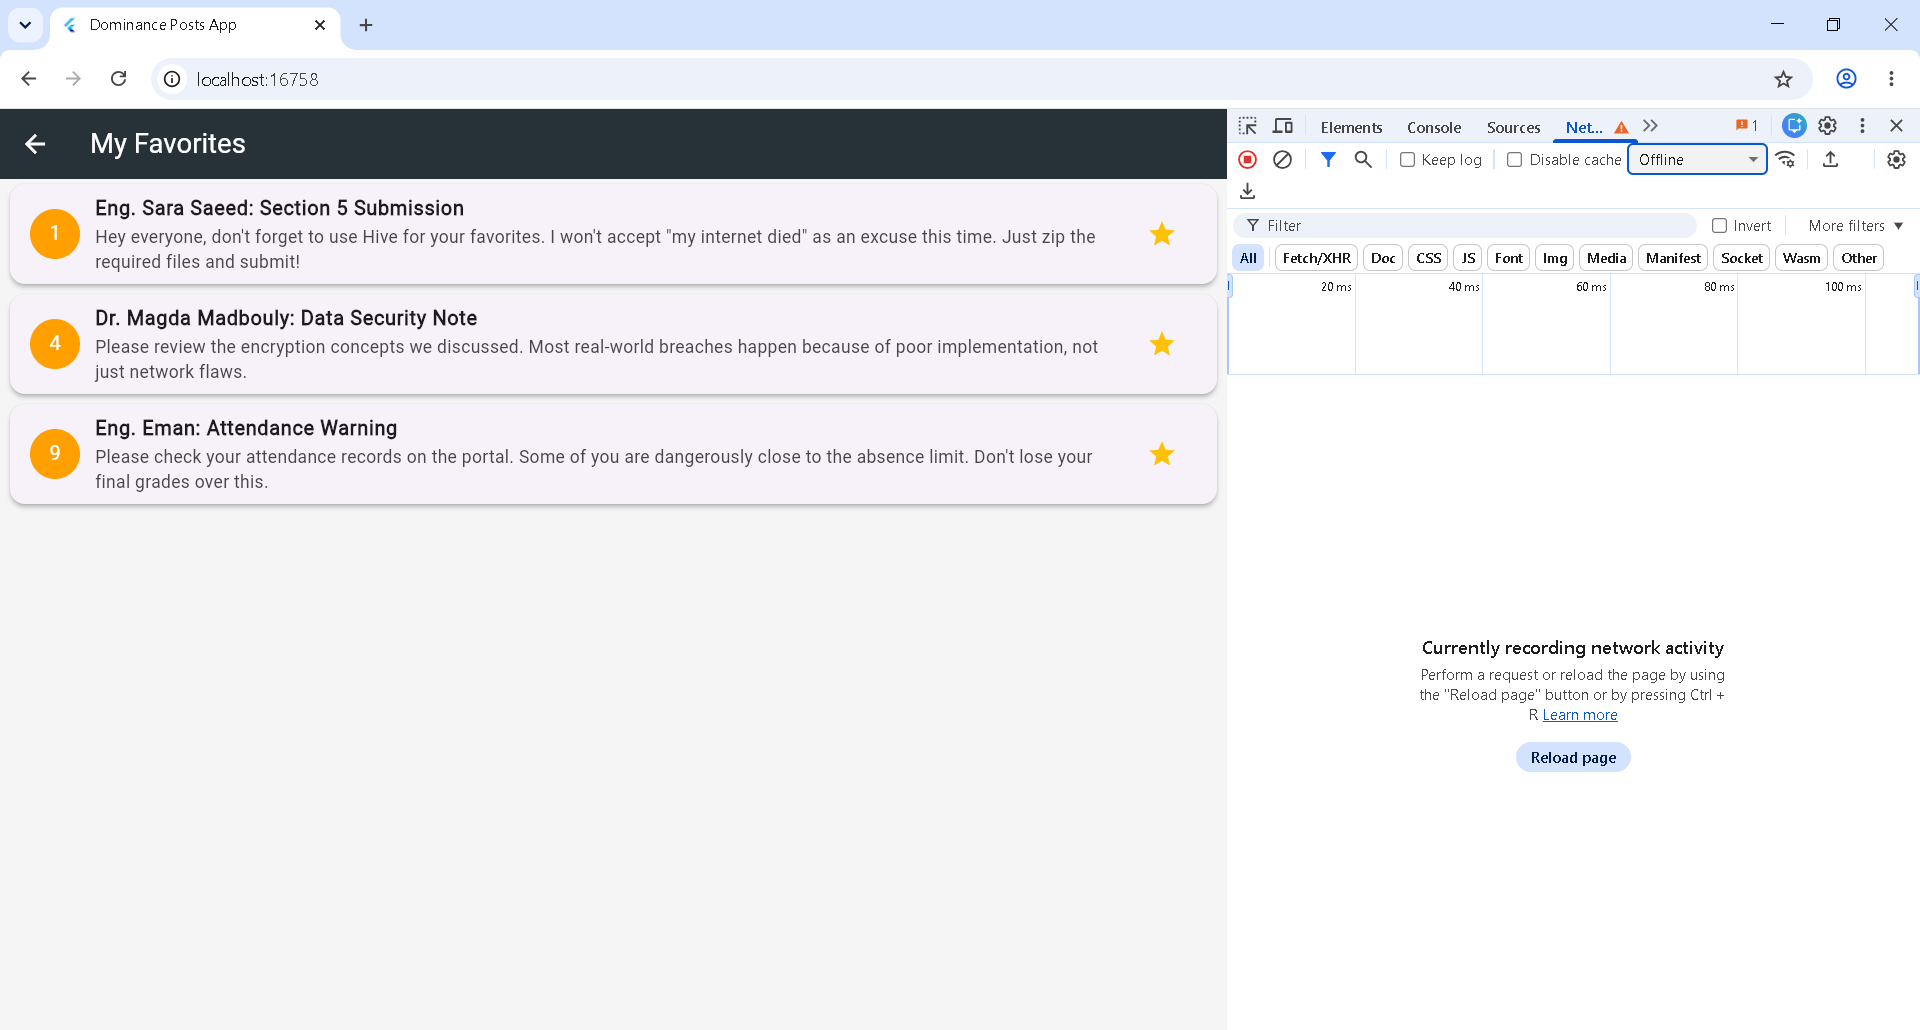 Dominance Posts App
localhost:16758
My Favorites
1
Eng. Sara Saeed: Section 5 Submission
Hey everyone, don't forget to use Hive for your favorites. I won't accept "my internet died" as an excuse this time. Just zip the
required files and submit!
4
Dr. Magda Madbouly: Data Security Note
Please review the encryption concepts we discussed. Most real-world breaches happen because of poor implementation, not
just network flaws.
9
Eng. Eman: Attendance Warning
Please check your attendance records on the portal. Some of you are dangerously close to the absence limit. Don't lose your
final grades over this.
Elements Console Sources Net... 1
Keep log Disable cache Offline
Filter Invert More filters
All Fetch/XHR Doc CSS JS Font Img Media Manifest Socket Wasm Other
20 ms 40 ms 60 ms 80 ms 100 ms
Currently recording network activity
Perform a request or reload the page by using
the "Reload page" button or by pressing Ctrl +
R Learn more
Reload page